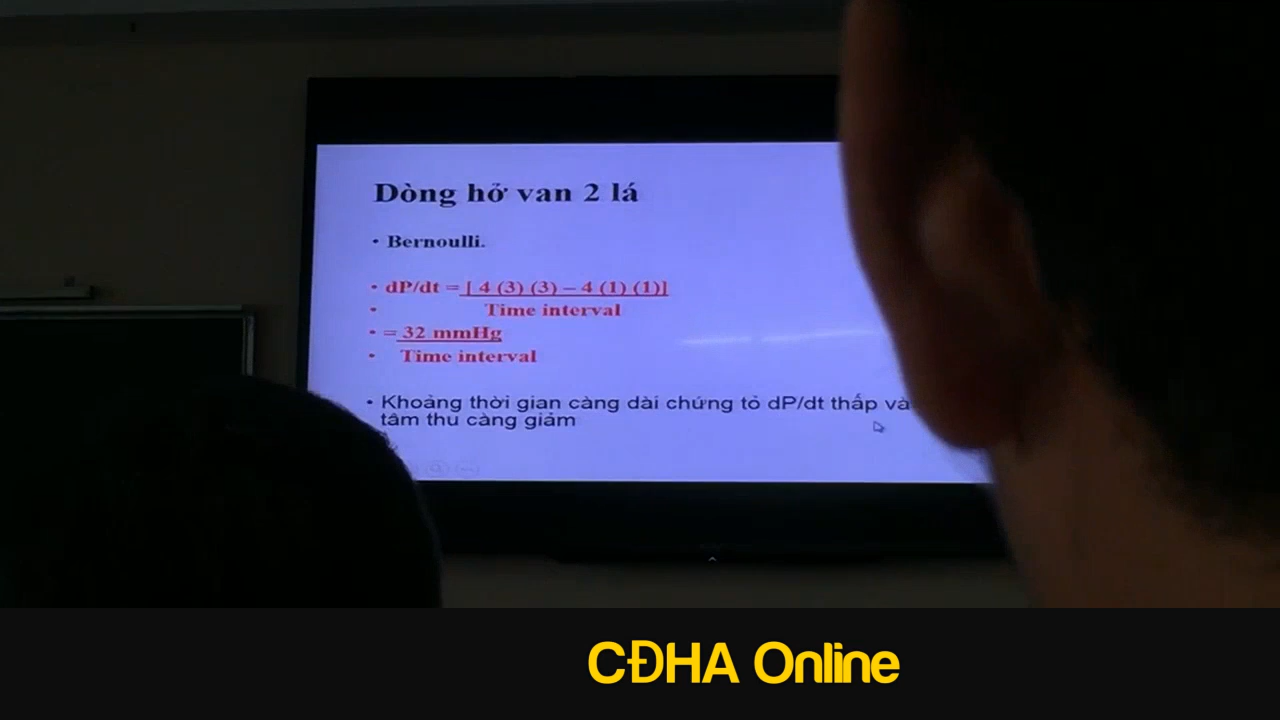 Dòng hở van 2 lá
• Bernoulli.
• dP/dt = [ 4 (3) (3) – 4 (1) (1)]
• Time interval
• = 32 mmHg
• Time interval
• Khoảng thời gian càng dài chứng tỏ dP/dt thấp và
tâm thu càng giảm
CĐHA Online